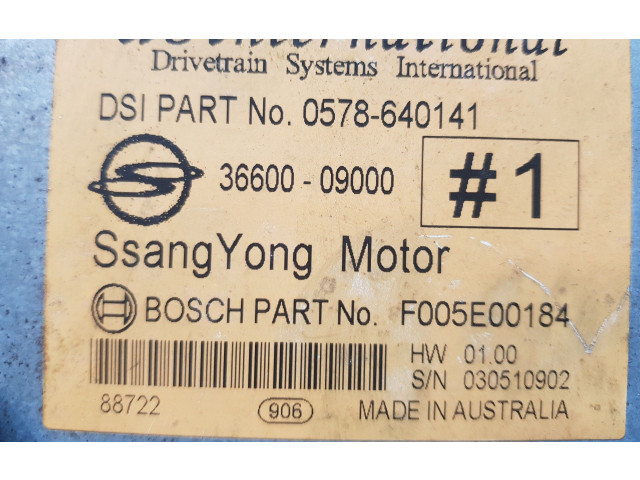 Drivetrain Systems International
DSI PART No. 0578-640141
36600 - 09000
#1
SsangYong Motor
BOSCH PART No. F005E00184
HW 01.00
S/N 030510902
88722
906
MADE IN AUSTRALIA